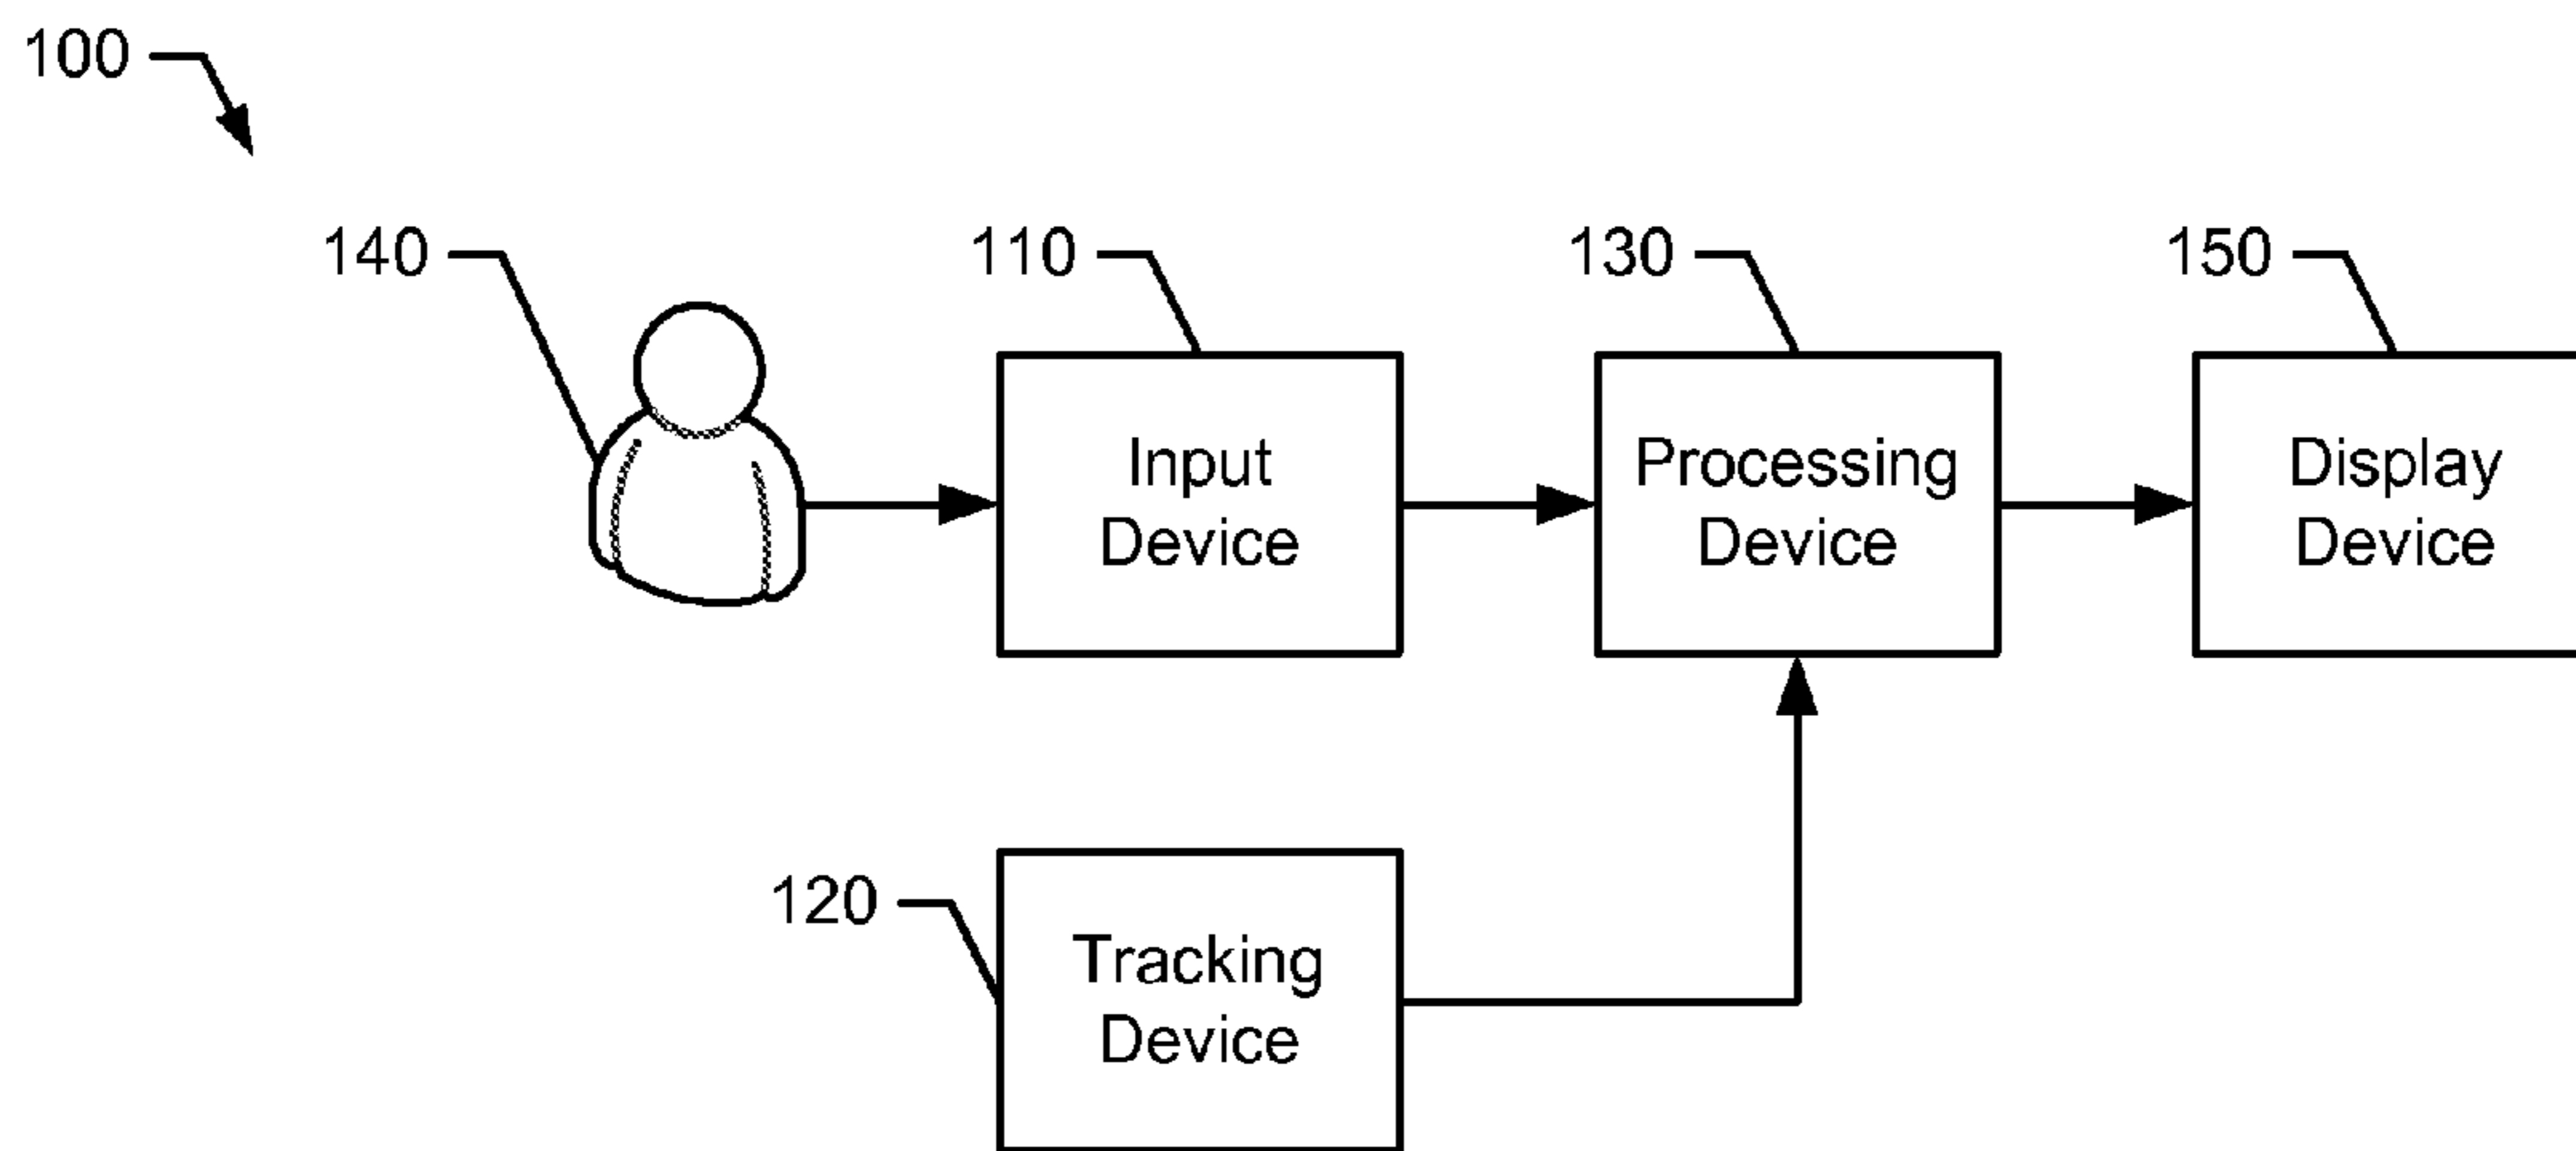 100
140
110
130
150
Input
Device
Processing
Device
Display
Device
120
Tracking
Device